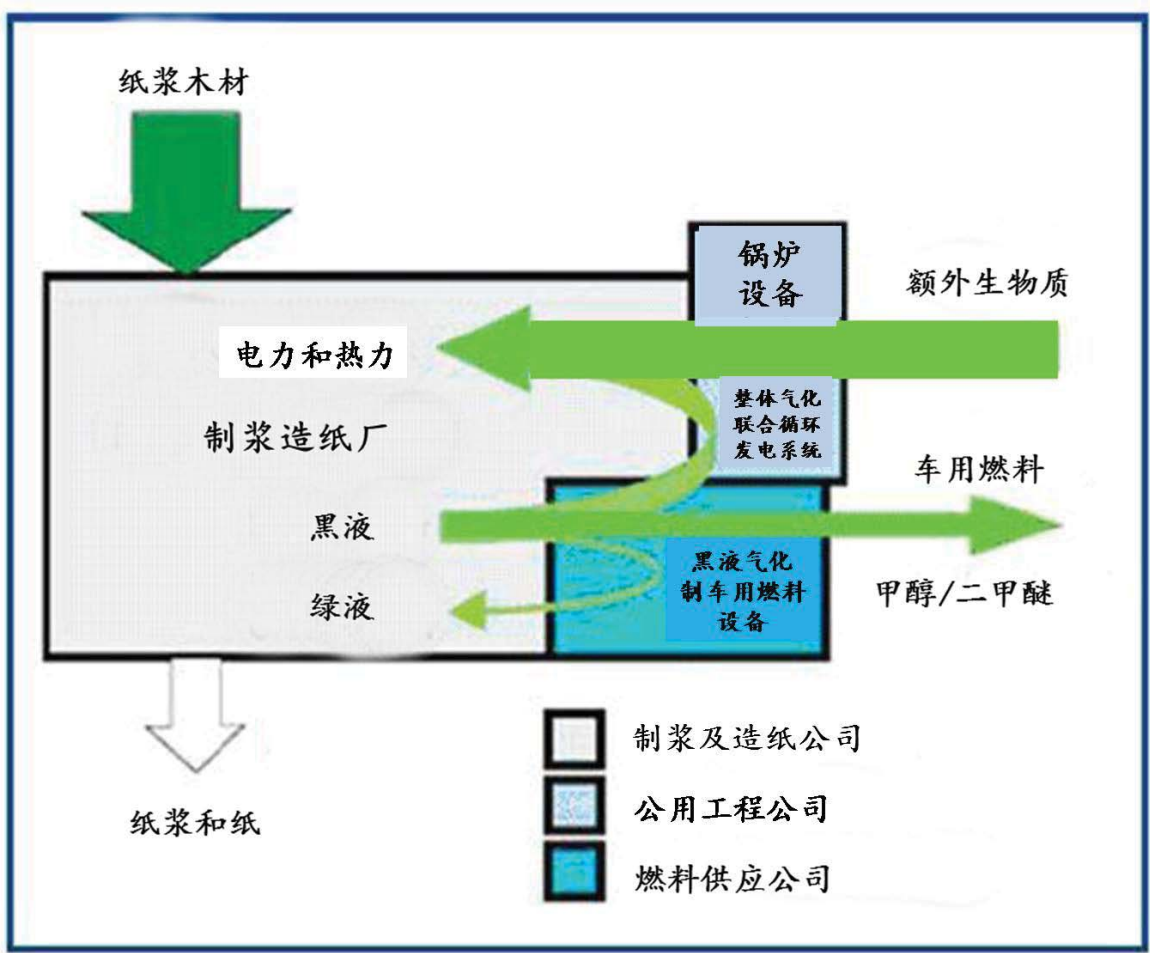 纸浆木材
锅炉
设备
额外生物质
电力和热力
整体气化
联合循环
发电系统
制浆造纸厂
车用燃料
黑液
黑液气化
制车用燃料
设备
绿液
甲醇/二甲醚
制浆及造纸公司
公用工程公司
纸浆和纸
燃料供应公司